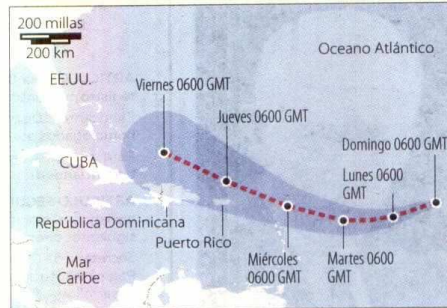 200 millas
200 km
Oceano Atlántico
EE.UU.
Viernes 0600 GMT
Jueves 0600 GMT
Domingo 0600 GMT
Lunes 0600
GMT
CUBA
República Dominicana
Puerto Rico
Miércoles
0600 GMT
Martes 0600
GMT
Mar
Caribe